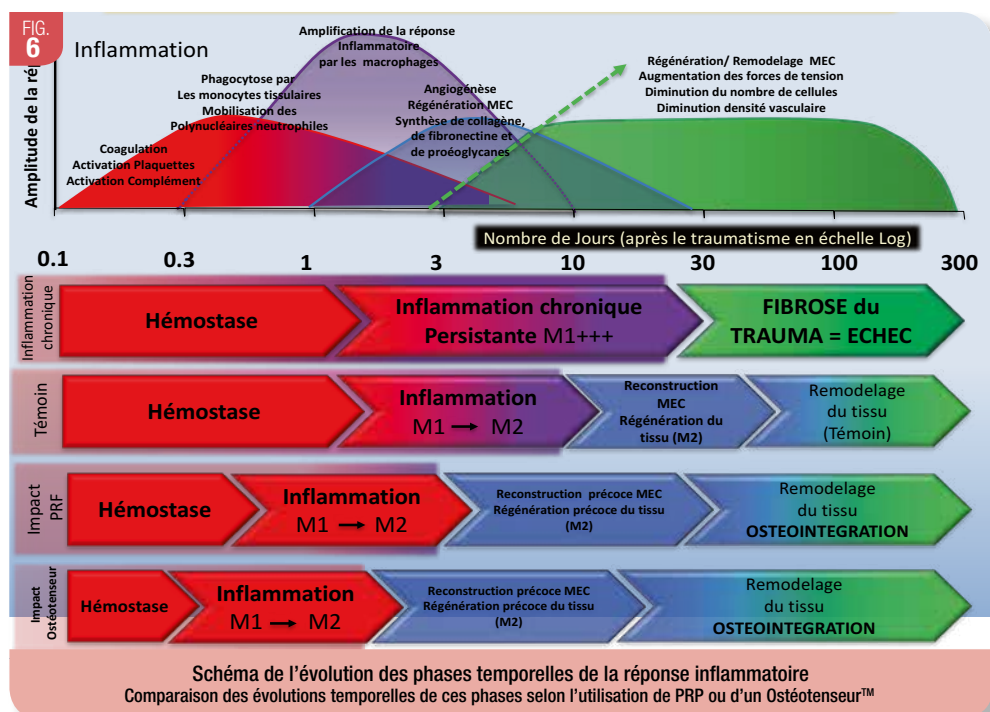 FIG.
6
Inflammation
Amplitude de la ré
Coagulation
Activation Plaquettes
Activation Complément
Phagocytose par
Les monocytes tissulaires
Mobilisation des
Polynucléaires neutrophiles
Amplification de la réponse
Inflammatoire
par les macrophages
Angiogénèse
Régénération MEC
Synthèse de collagène,
de fibronectine et
de proéoglycanes
Régénération/ Remodelage MEC
Augmentation des forces de tension
Diminution du nombre de cellules
Diminution densité vasculaire
Nombre de Jours (après le traumatisme en échelle Log)
0.1 0.3 1 3 10 30 100 300
Inflammation
chronique
Hémostase
Inflammation chronique
Persistante M1+++
FIBROSE du
TRAUMA = ECHEC
Témoin
Hémostase
Inflammation
M1 → M2
Reconstruction
MEC
Régénération du
tissu (M2)
Remodelage
du tissu
(Témoin)
Impact
PRF
Hémostase
Inflammation
M1 → M2
Reconstruction précoce MEC
Régénération précoce du tissu
(M2)
Remodelage
du tissu
OSTEOINTEGRATION
Impact
Ostéotenseur
Hémostase
Inflammation
M1 → M2
Reconstruction précoce MEC
Régénération précoce du tissu
(M2)
Remodelage
du tissu
OSTEOINTEGRATION
Schéma de l'évolution des phases temporelles de la réponse inflammatoire
Comparaison des évolutions temporelles de ces phases selon l'utilisation de PRP ou d'un Ostéotenseur™